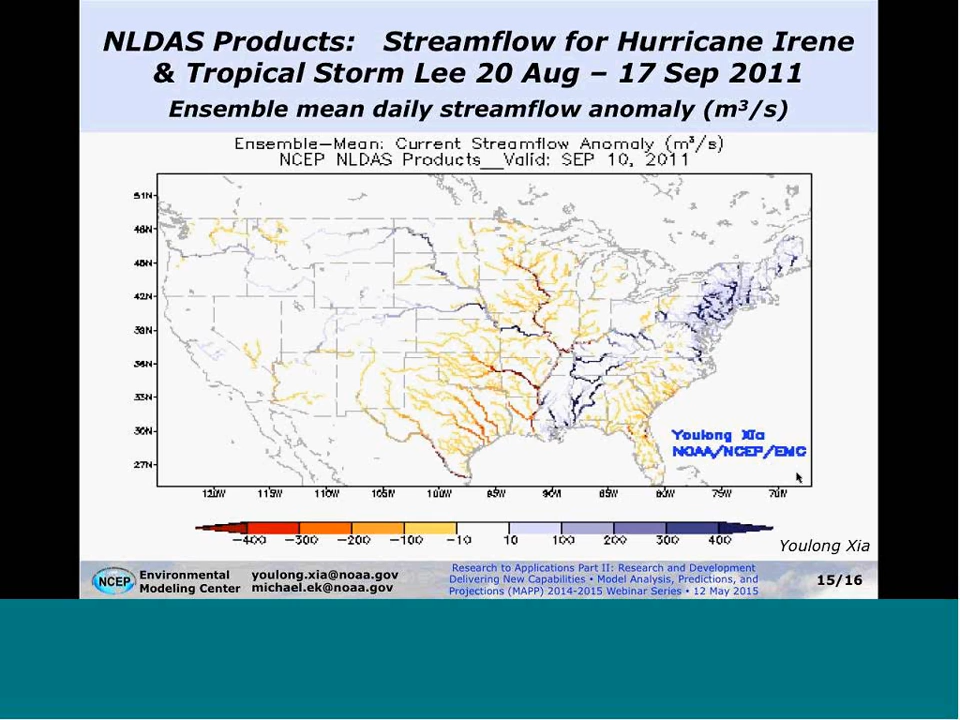 NLDAS Products: Streamflow for Hurricane Irene
& Tropical Storm Lee 20 Aug – 17 Sep 2011
Ensemble mean daily streamflow anomaly (m³/s)
Ensemble-Mean: Current Streamflow Anomaly (m³/s)
NCEP NLDAS Products__Valid: SEP 10, 2011
51N
48N
45N
42N
39N
36N
33N
30N
27N
Youlong Xia
NOAA/NCEP/EMC
120W 115W 110W 105W 100W 95W 90W 85W 80W 75W 70W
-400 -300 -200 -100 -10 10 100 200 300 400
Youlong Xia
NCEP
Environmental
Modeling Center
youlong.xia@noaa.gov
michael.ek@noaa.gov
Research to Applications Part II: Research and Development
Delivering New Capabilities • Model Analysis, Predictions, and
Projections (MAPP) 2014-2015 Webinar Series • 12 May 2015
15/16